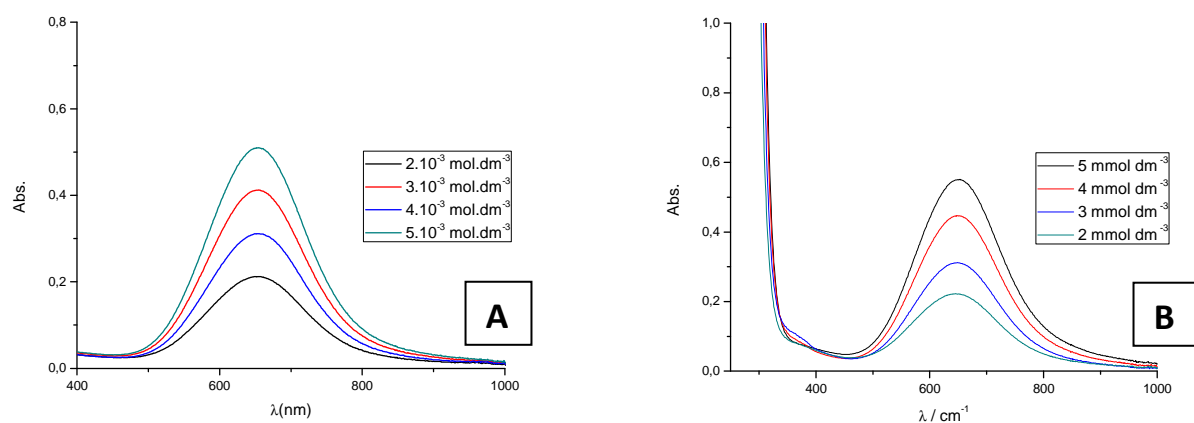 0,8
0,6
0,4
0,2
0,0
Abs.
400
600
800
1000
λ(nm)
2.10⁻³ mol.dm⁻³
3.10⁻³ mol.dm⁻³
4.10⁻³ mol.dm⁻³
5.10⁻³ mol.dm⁻³
A
1,0
0,8
0,6
0,4
0,2
0,0
Abs.
400
600
800
1000
λ / cm⁻¹
5 mmol dm⁻³
4 mmol dm⁻³
3 mmol dm⁻³
2 mmol dm⁻³
B